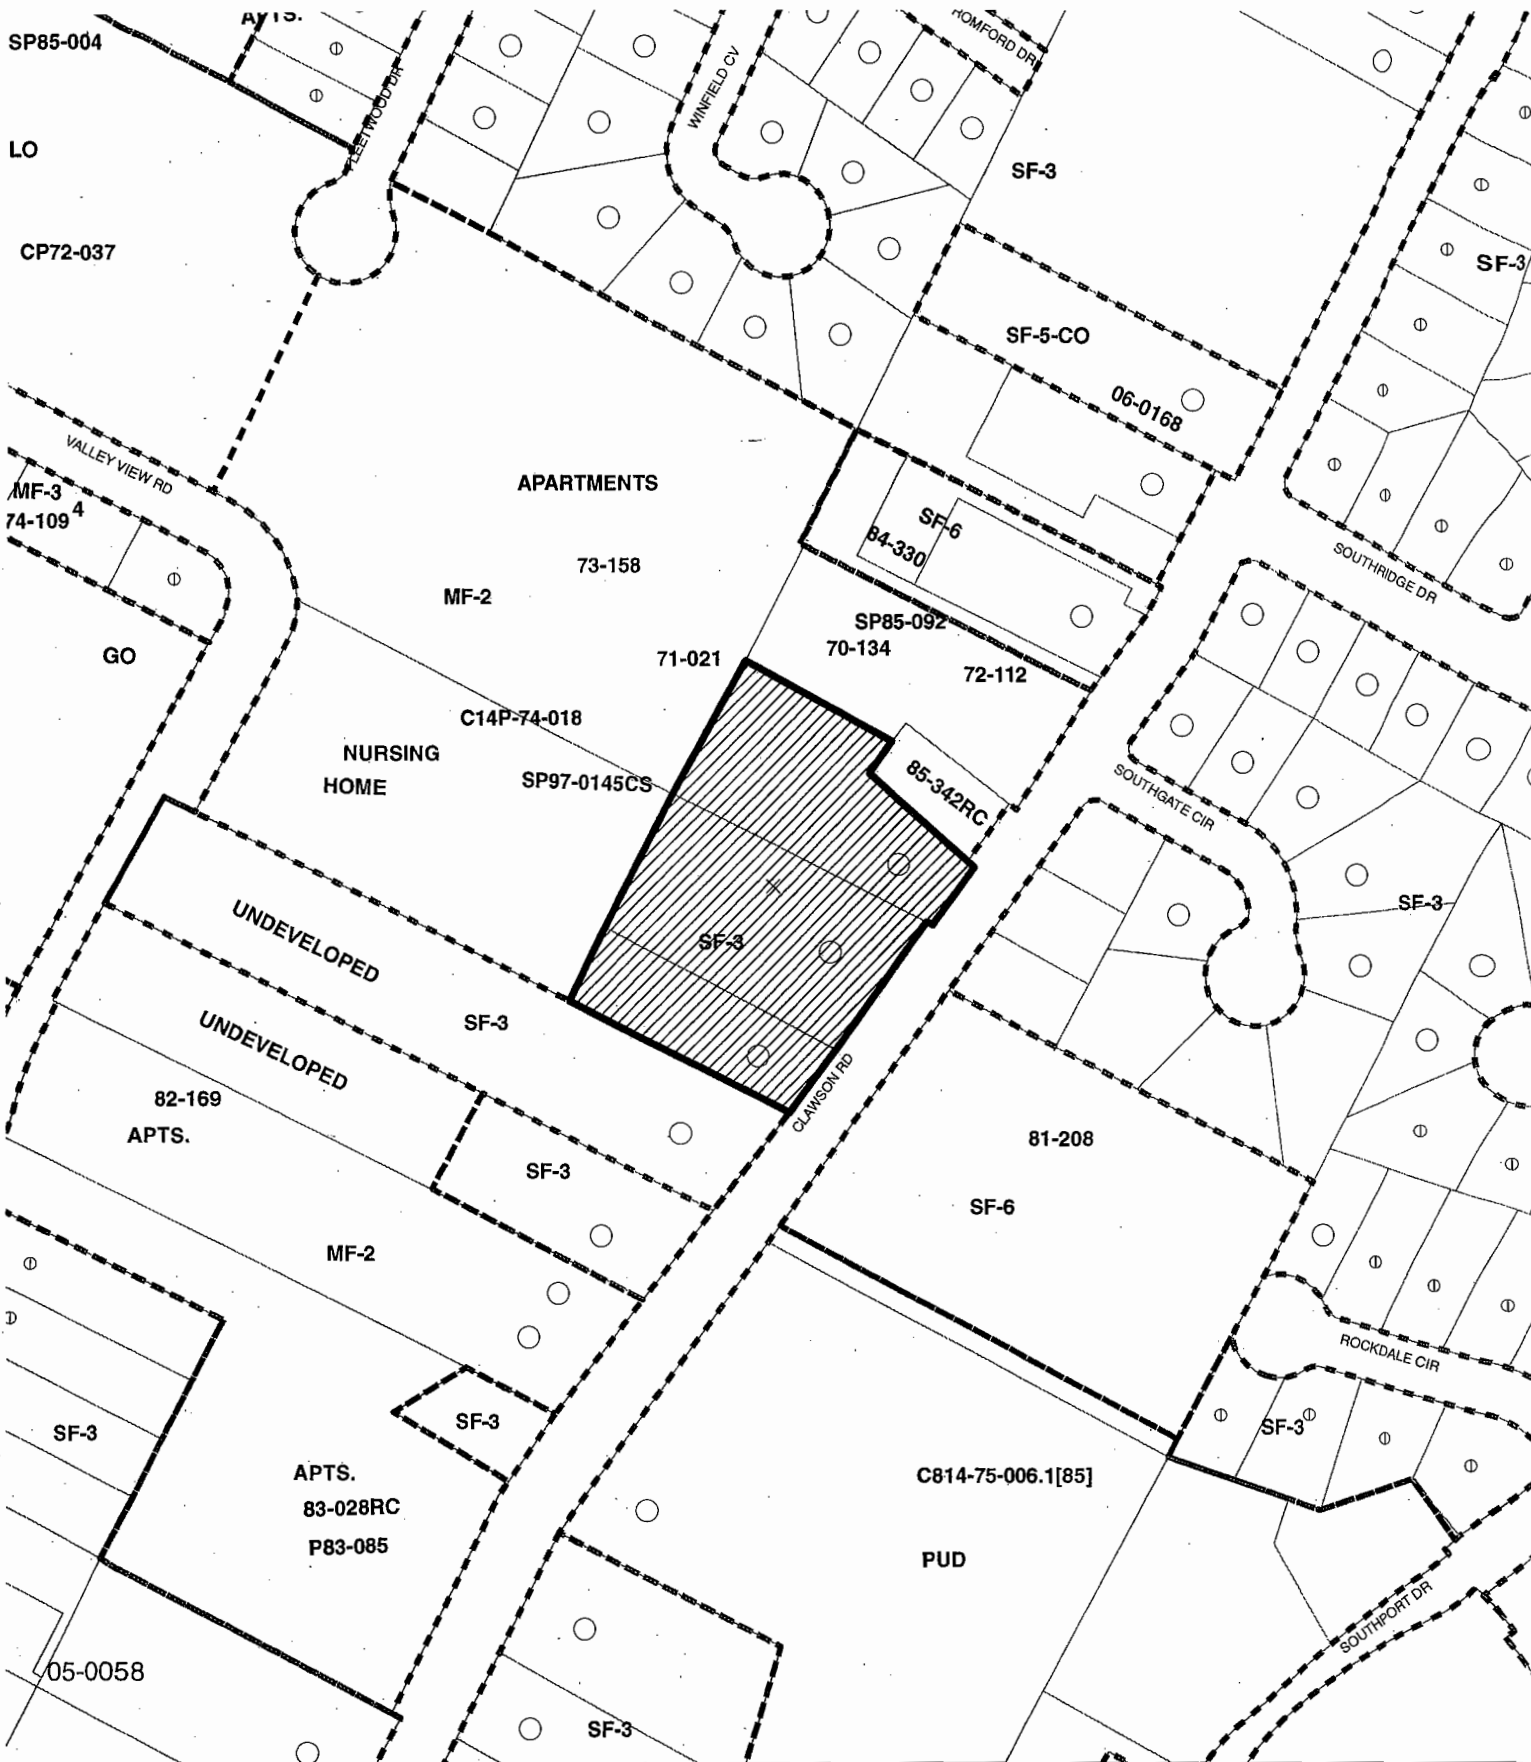 APTS.
SP85-004
FLEETWOOD DR
WINFIELD CV
ROMFORD DR
LO
SF-3
CP72-037
SF-3
SF-5-CO
06-0168
VALLEY VIEW RD
MF-3
74-109
4
APARTMENTS
SF-6
84-330
73-158
MF-2
SOUTHRIDGE DR
SP85-092
70-134
GO
71-021
72-112
C14P-74-018
NURSING
HOME
SP97-0145CS
85-342RC
SOUTHGATE CIR
SF-3
UNDEVELOPED
SF-3
SF-3
UNDEVELOPED
CLAWSON RD
82-169
APTS.
81-208
SF-3
SF-6
MF-2
ROCKDALE CIR
SF-3
SF-3
SF-3
APTS.
83-028RC
P83-085
C814-75-006.1[85]
PUD
SOUTHPORT DR
05-0058
SF-3